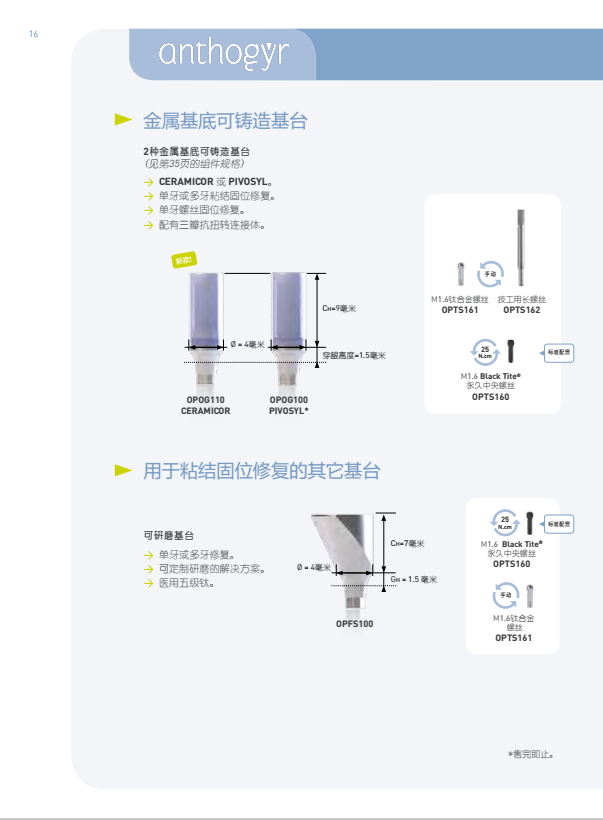 16
anthogyr
金属基底可铸造基台
2种金属基底可铸造基台
(见第35页的组件规格)
→ CERAMICOR 或 PIVOSYL。
→ 单牙或多牙粘结固位修复。
→ 单牙螺丝固位修复。
→ 配有三瓣抗扭转连接体。
新款!
CH=9毫米
Ø = 4毫米
穿龈高度=1.5毫米
OPOG110
CERAMICOR
OPOG100
PIVOSYL*
手动
M1.6钛合金螺丝
OPTS161
技工用长螺丝
OPTS162
25
N.cm
标准配置
M1.6 Black Tite®
永久中央螺丝
OPTS160
用于粘结固位修复的其它基台
可研磨基台
→ 单牙或多牙修复。
→ 可定制研磨的解决方案。
→ 医用五级钛。
CH=7毫米
Ø = 4毫米
GH = 1.5 毫米
OPFS100
25
N.cm
标准配置
M1.6 Black Tite®
永久中央螺丝
OPTS160
手动
M1.6钛合金
螺丝
OPTS161
*售完即止。